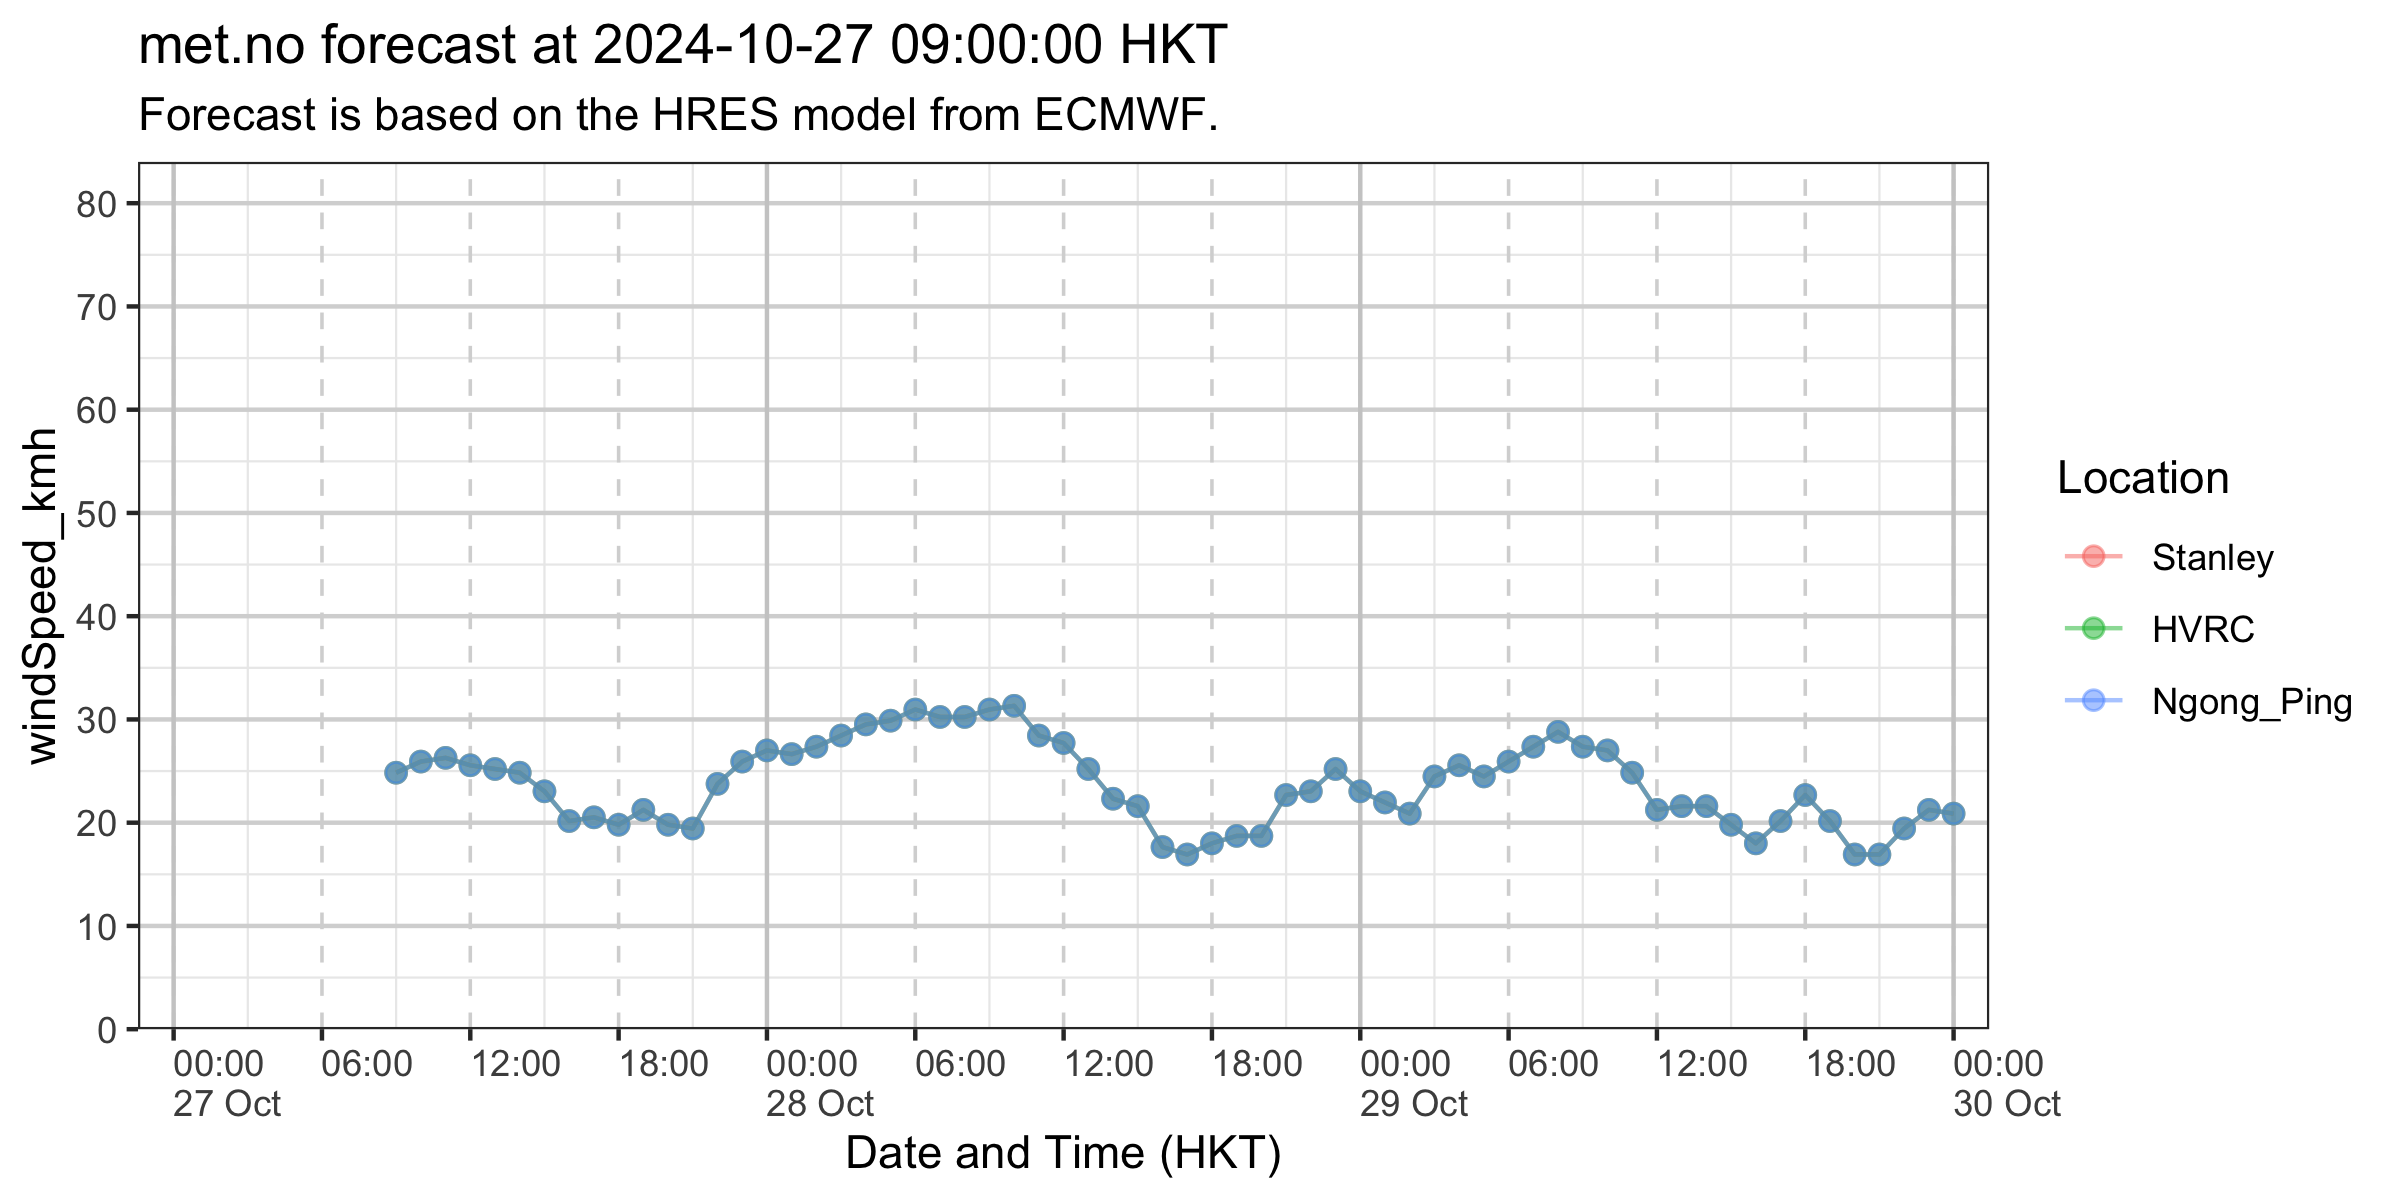 met.no forecast at 2024-10-27 09:00:00 HKT
Forecast is based on the HRES model from ECMWF.
windSpeed_kmh
80
70
60
50
40
30
20
10
0
00:00 06:00 12:00 18:00 00:00 06:00 12:00 18:00 00:00 06:00 12:00 18:00 00:00
27 Oct 28 Oct 29 Oct 30 Oct
Date and Time (HKT)
Location
Stanley
HVRC
Ngong_Ping